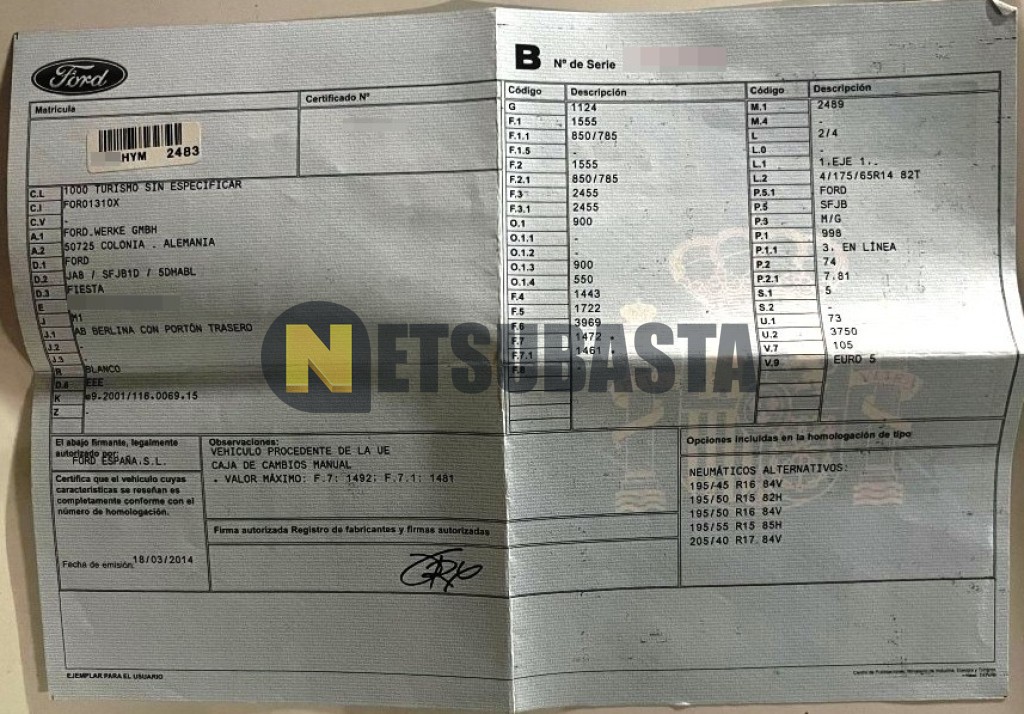 Ford
Matrícula
Certificado Nº
HYM 2483
C.L 1000 TURISMO SIN ESPECIFICAR
C.I FORO1310X
C.V -
A.1 FORD.WERKE GMBH
A.2 50725 COLONIA . ALEMANIA
D.1 FORD
D.2 JA8 / SFJB1D / 5DHABL
D.3 FIESTA
E
J M1
J.1 AB BERLINA CON PORTÓN TRASERO
J.2 -
J.3 -
R BLANCO
D.6 EEE
K e9-2001/116.0069.15
Z -
El abajo firmante, legalmente
autorizado por:
FORD ESPAÑA.S.L.
Certifica que el vehículo cuyas
características se reseñan es
completamente conforme con el
número de homologación.
Fecha de emisión: 18/03/2014
Observaciones:
VEHICULO PROCEDENTE DE LA UE
CAJA DE CAMBIOS MANUAL
. VALOR MÁXIMO: F.7: 1492; F.7.1: 1481
Firma autorizada Registro de fabricantes y firmas autorizadas
EJEMPLAR PARA EL USUARIO
B Nº de Serie
Código Descripción
G 1124
F.1 1555
F.1.1 850/785
F.1.5 -
F.2 1555
F.2.1 850/785
F.3 2455
F.3.1 2455
O.1 900
O.1.1 -
O.1.2 -
O.1.3 900
O.1.4 550
F.4 1443
F.5 1722
F.6 3969
F.7 1472 .
F.7.1 1461 .
F.8 -
Código Descripción
M.1 2489
M.4 -
L 2/4
L.0 -
L.1 1.EJE 1._
L.2 4/175/65R14 82T
P.5.1 FORD
P.5 SFJB
P.3 M/G
P.1 998
P.1.1 3. EN LÍNEA
P.2 74
P.2.1 7.81
S.1 5
S.2 -
U.1 73
U.2 3750
V.7 105
V.9 EURO 5
Opciones incluidas en la homologación de tipo
NEUMÁTICOS ALTERNATIVOS:
195/45 R16 84V
195/50 R15 82H
195/50 R16 84V
195/55 R15 85H
205/40 R17 84V
NETSUBASTA